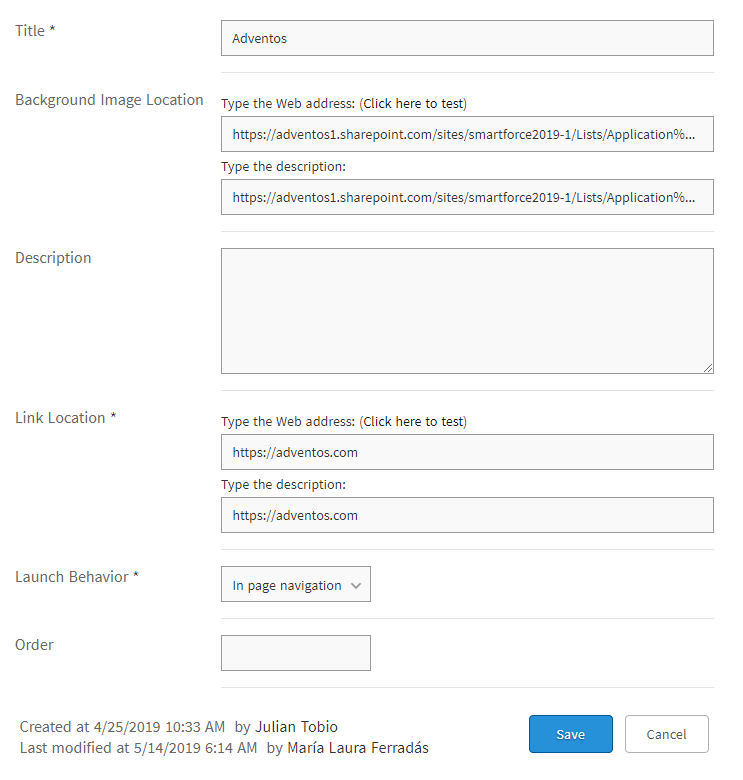 Title *
Adventos
Background Image Location
Type the Web address: (Click here to test)
https://adventos1.sharepoint.com/sites/smartforce2019-1/Lists/Application%...
Type the description:
https://adventos1.sharepoint.com/sites/smartforce2019-1/Lists/Application%...
Description
Link Location *
Type the Web address: (Click here to test)
https://adventos.com
Type the description:
https://adventos.com
Launch Behavior *
In page navigation
Order
Created at 4/25/2019 10:33 AM by Julian Tobio
Last modified at 5/14/2019 6:14 AM by María Laura Ferradás
Save
Cancel